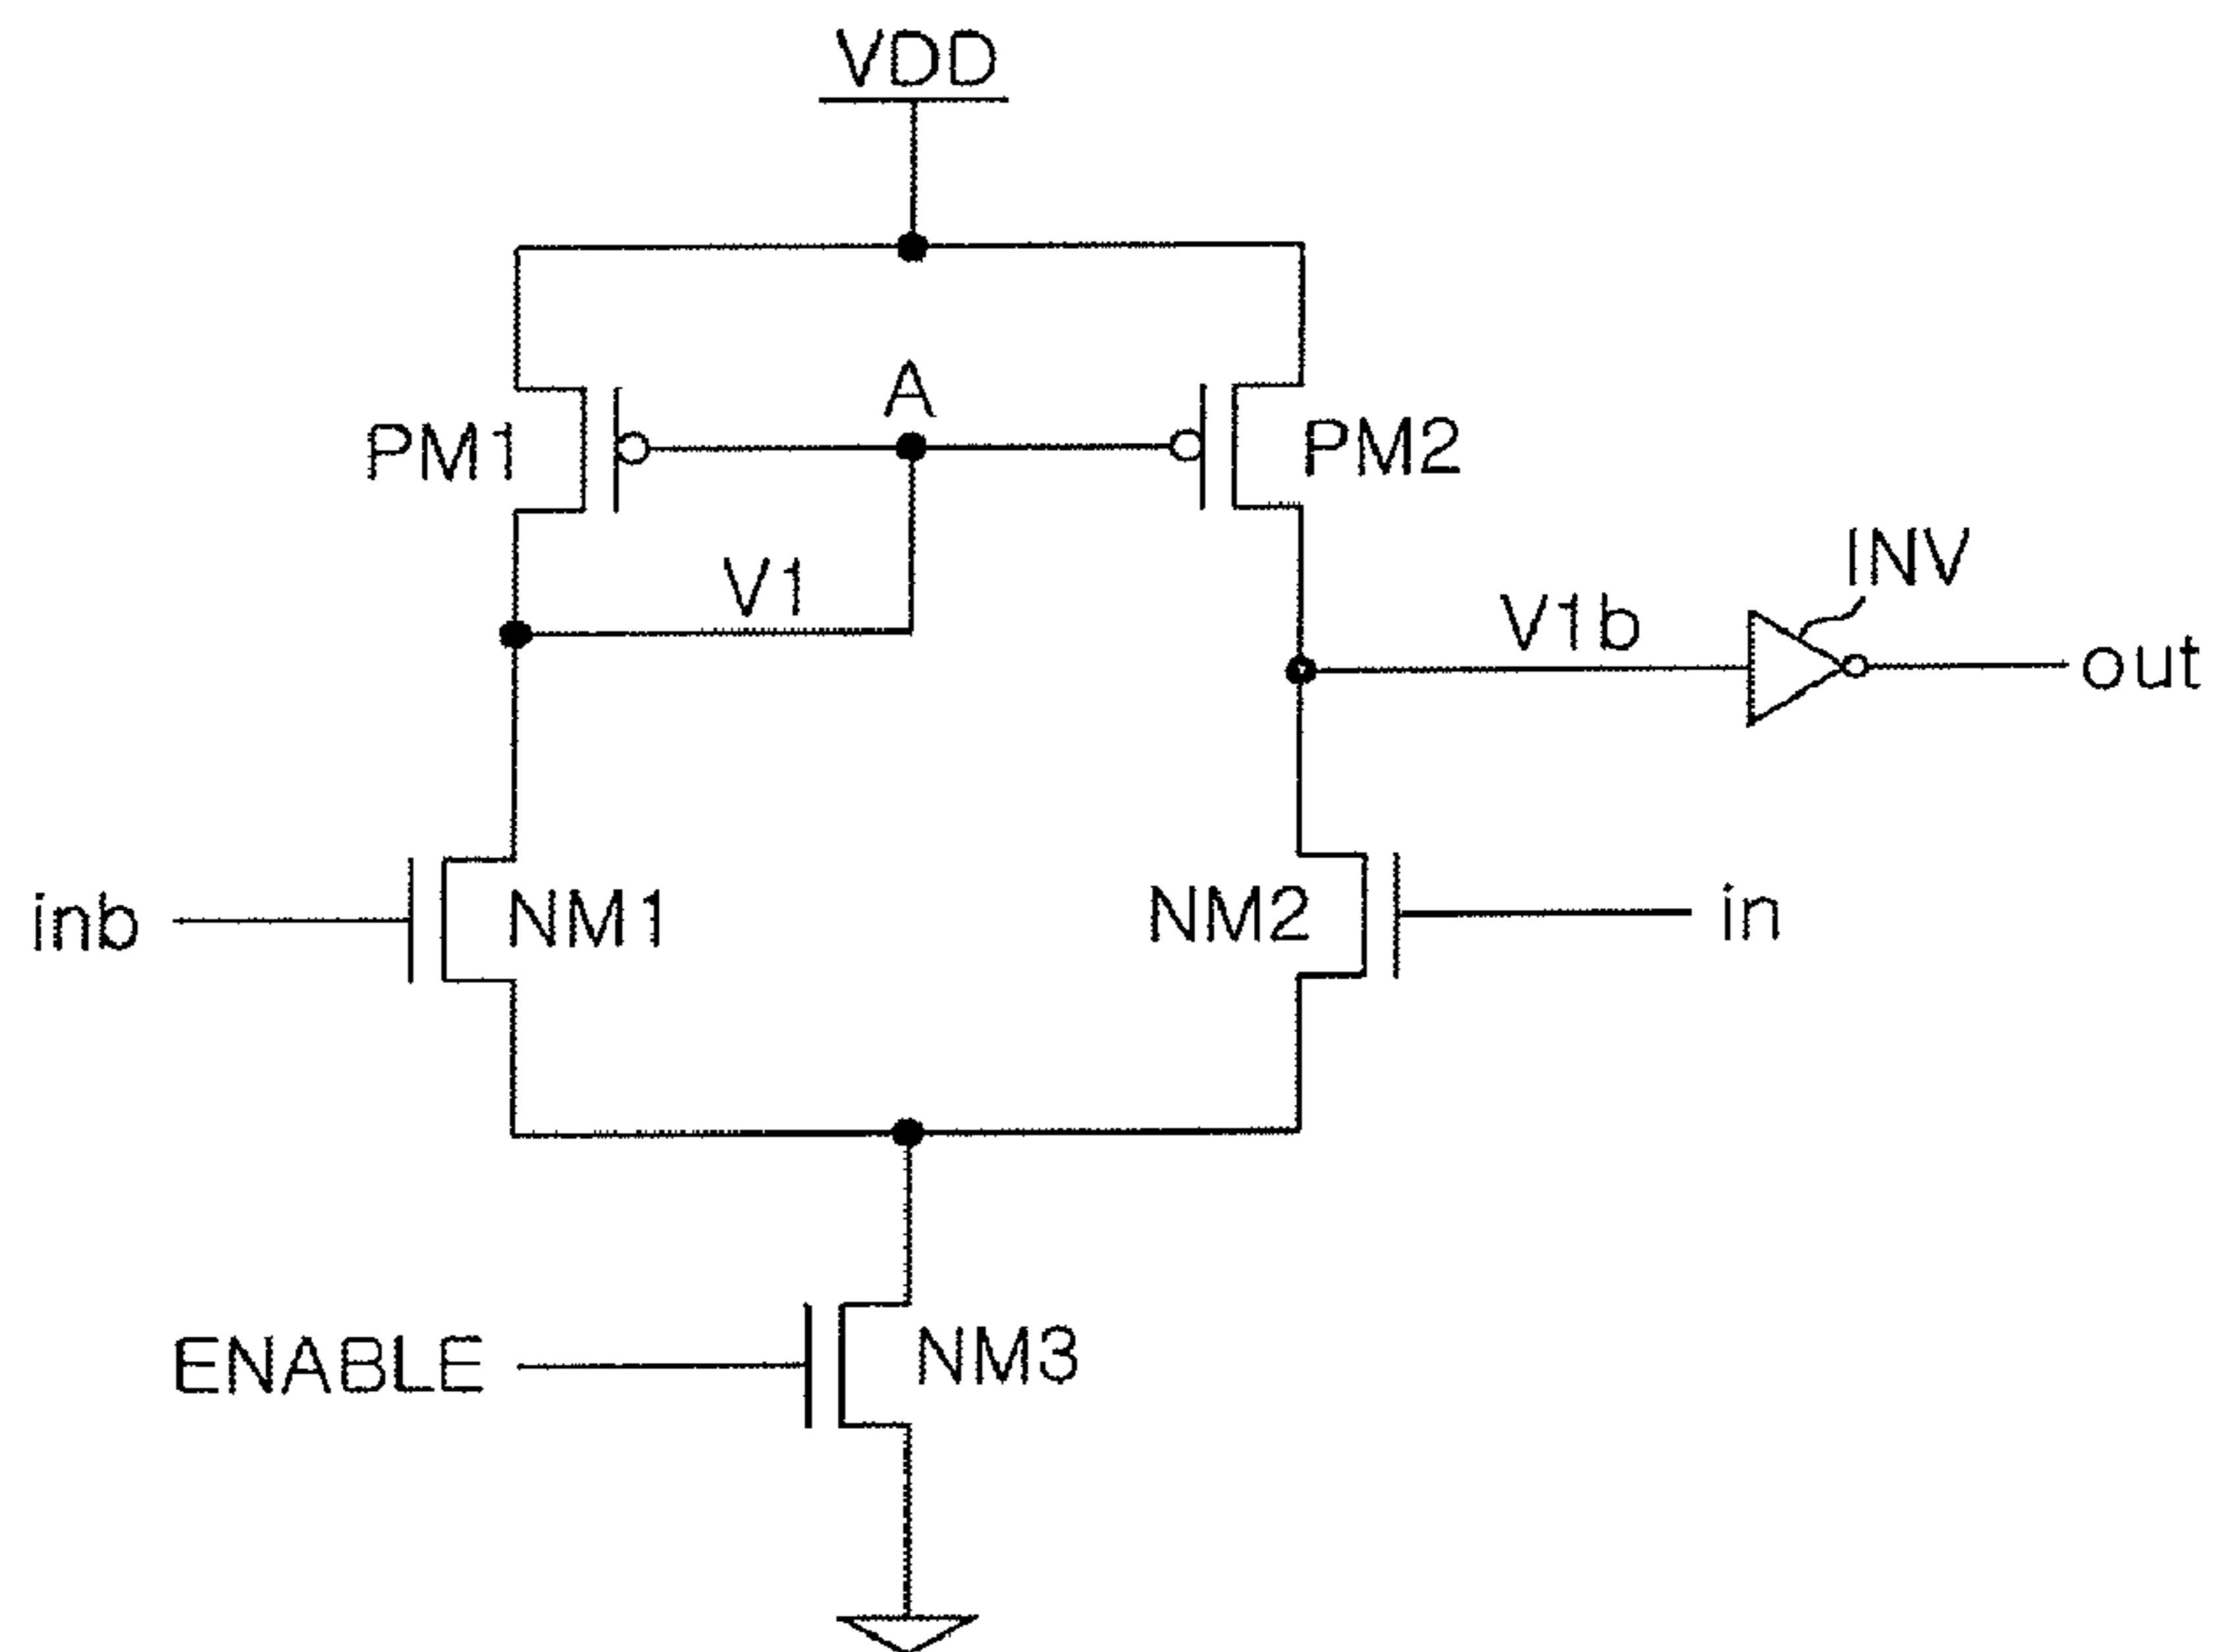 VDD
A
PM1
PM2
V1
V1b
INV
out
inb
NM1
NM2
in
ENABLE
NM3